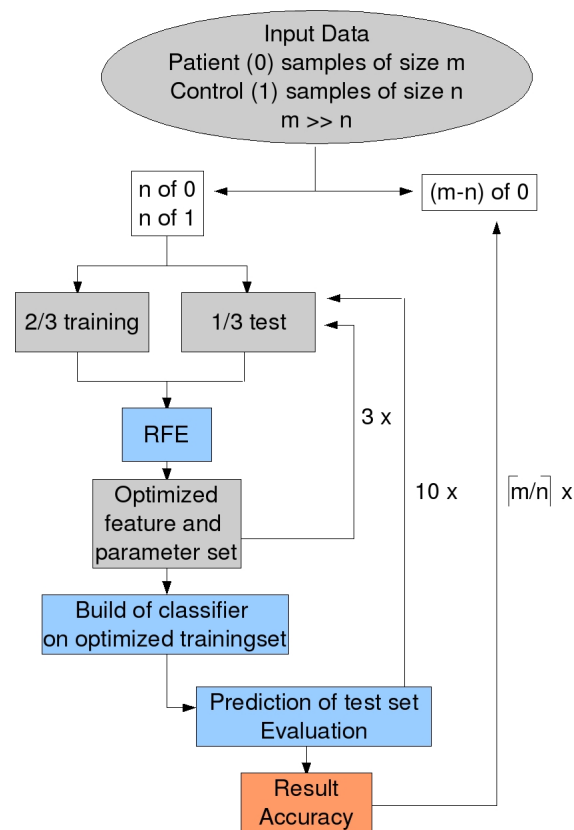 Input Data
Patient (0) samples of size m
Control (1) samples of size n
m >> n
n of 0
n of 1
(m-n) of 0
2/3 training
1/3 test
3 x
RFE
10 x
⌈m/n⌉ x
Optimized
feature and
parameter set
Build of classifier
on optimized trainingset
Prediction of test set
Evaluation
Result
Accuracy